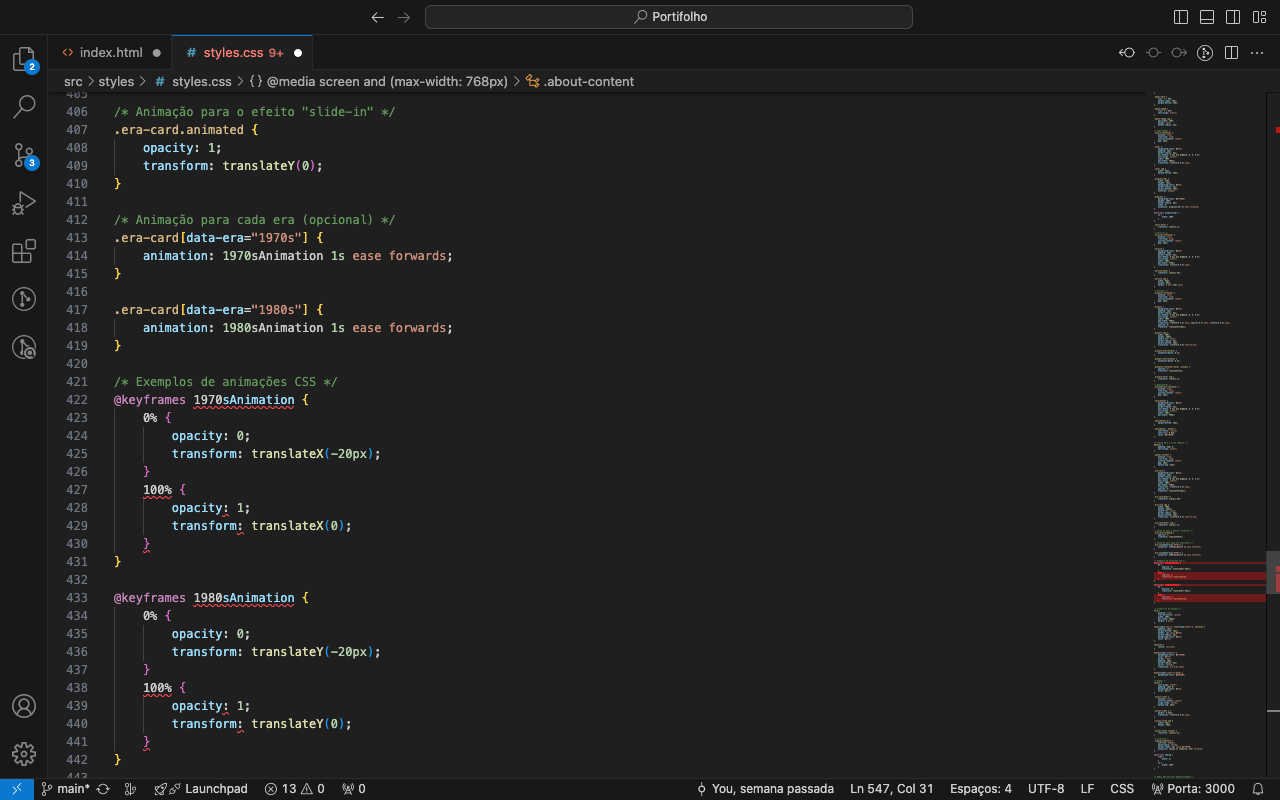 Portifolho
index.html
# styles.css 9+
src > styles > # styles.css > {} @media screen and (max-width: 768px) > .about-content
2
3
405
406 /* Animação para o efeito "slide-in" */
407 .era-card.animated {
408 opacity: 1;
409 transform: translateY(0);
410 }
411
412 /* Animação para cada era (opcional) */
413 .era-card[data-era="1970s"] {
414 animation: 1970sAnimation 1s ease forwards;
415 }
416
417 .era-card[data-era="1980s"] {
418 animation: 1980sAnimation 1s ease forwards;
419 }
420
421 /* Exemplos de animações CSS */
422 @keyframes 1970sAnimation {
423 0% {
424 opacity: 0;
425 transform: translateX(-20px);
426 }
427 100% {
428 opacity: 1;
429 transform: translateX(0);
430 }
431 }
432
433 @keyframes 1980sAnimation {
434 0% {
435 opacity: 0;
436 transform: translateY(-20px);
437 }
438 100% {
439 opacity: 1;
440 transform: translateY(0);
441 }
442 }
443
main* Launchpad 13 0 0 You, semana passada Ln 547, Col 31 Espaços: 4 UTF-8 LF CSS Porta: 3000